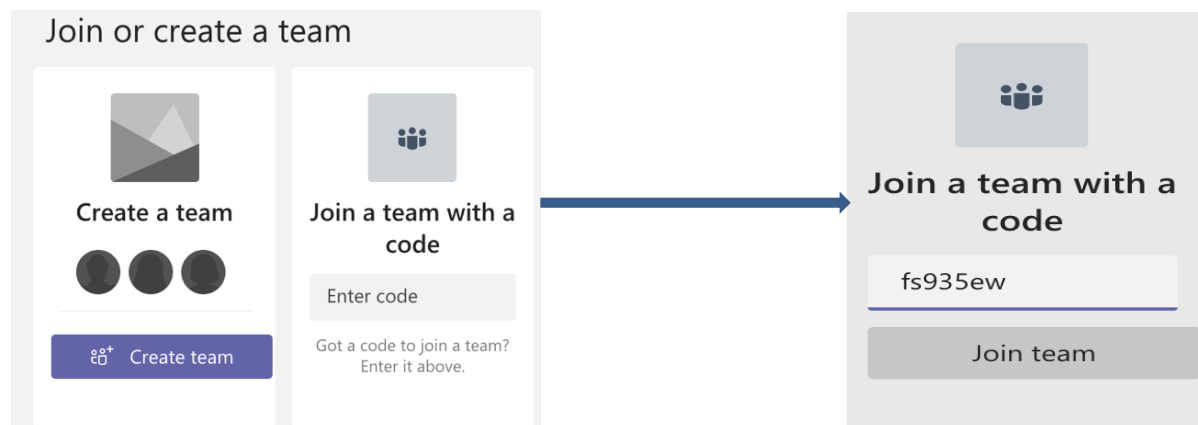 Join or create a team
Create a team
Create team
Join a team with a
code
Enter code
Got a code to join a team?
Enter it above.
Join a team with a
code
fs935ew
Join team